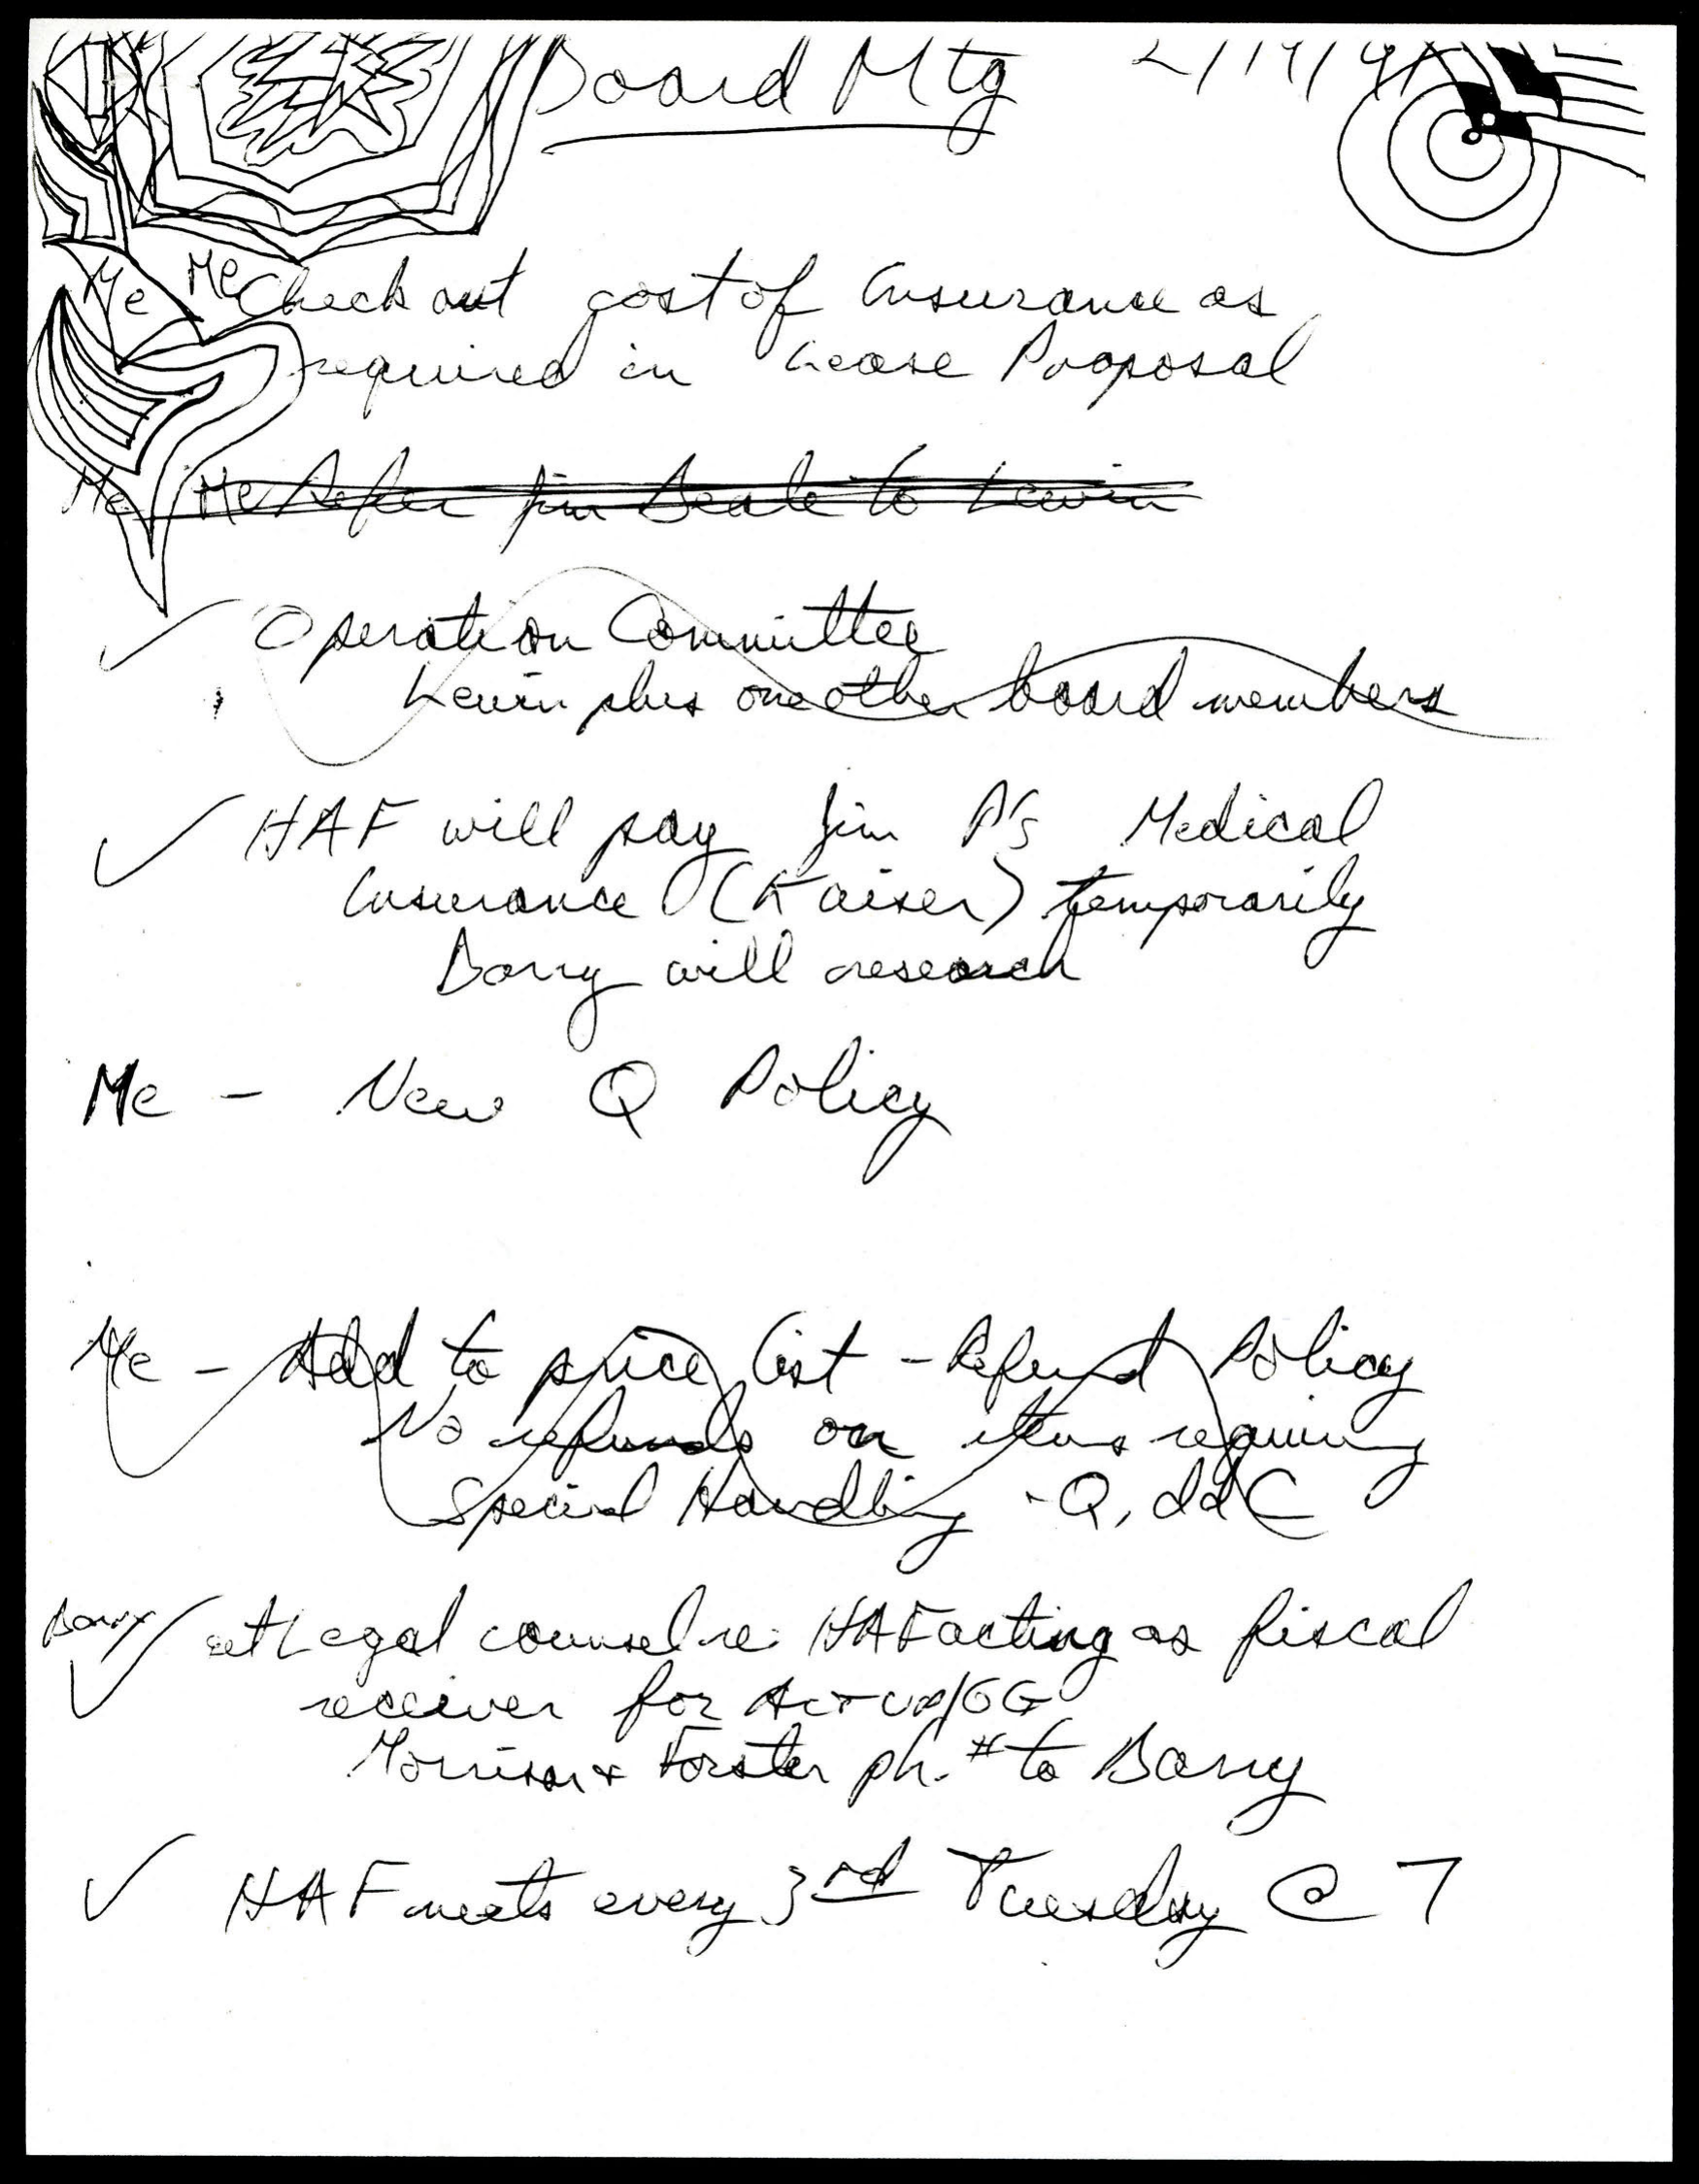 Board Mtg 2/19/91
Me Me Check out cost of insurance as
required in Lease Proposal
Me Me Refer Jim Beale to Lewin
Operation Committee
plus one other board members
HAF will pay Jim P's Medical
Insurance (Kaiser) temporarily
Barry will research
Me - New Q Policy
Me - Add to price list - Refund Policy
No refunds on items requiring
Special Handling - Q, ddC
Barry Legal counsel re: HAF acting as fiscal
receiver for ACT UP/GG
Morrison & Forster ph. # to Barry
HAF meets every 3rd Tuesday @ 7